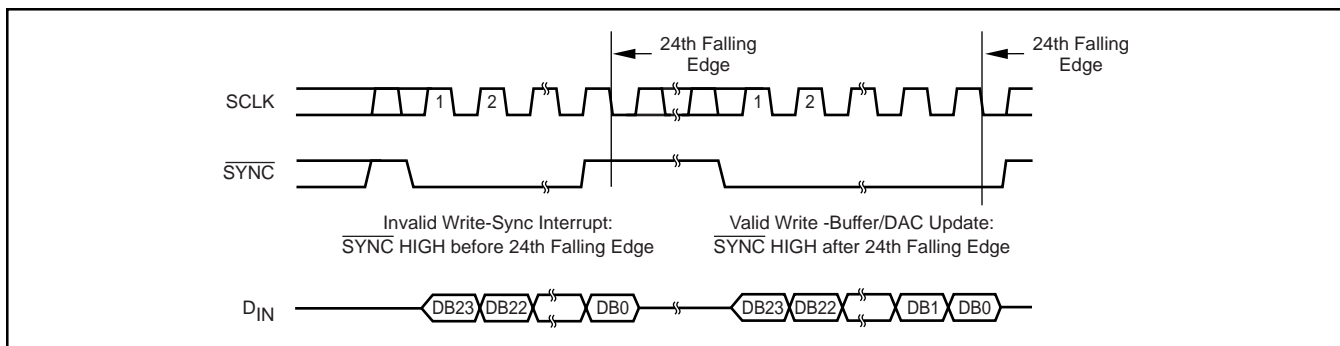 24th Falling
Edge
24th Falling
Edge
SCLK
1
2
1
2
SYNC
Invalid Write-Sync Interrupt:
SYNC HIGH before 24th Falling Edge
Valid Write -Buffer/DAC Update:
SYNC HIGH after 24th Falling Edge
DIN
DB23
DB22
DB0
DB23
DB22
DB1
DB0